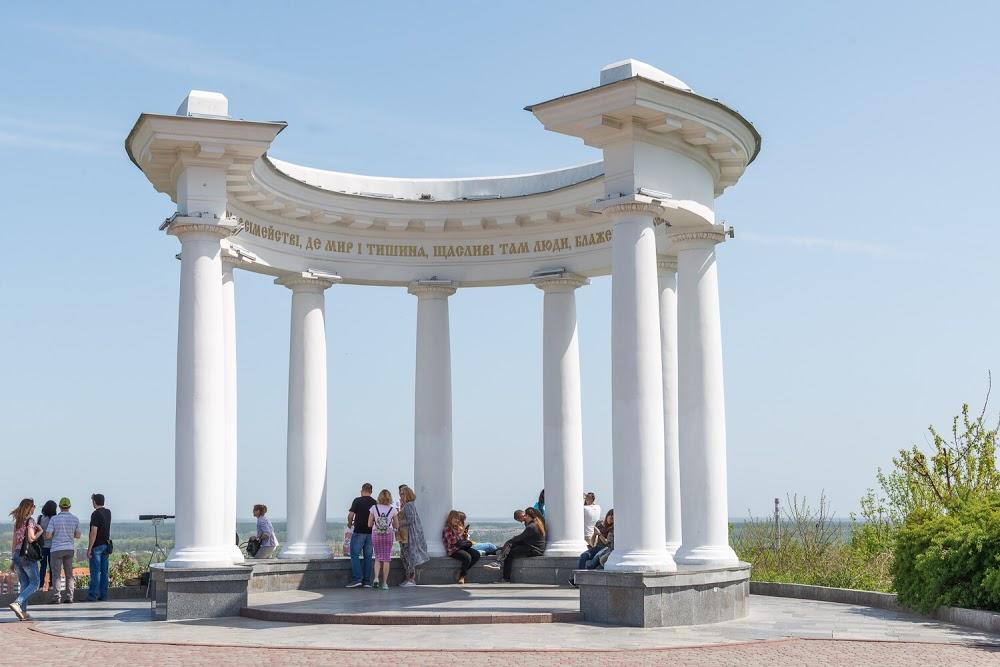 СІМЕЙСТВІ, ДЕ МИР І ТИШИНА, ЩАСЛИВІ ТАМ ЛЮДИ,